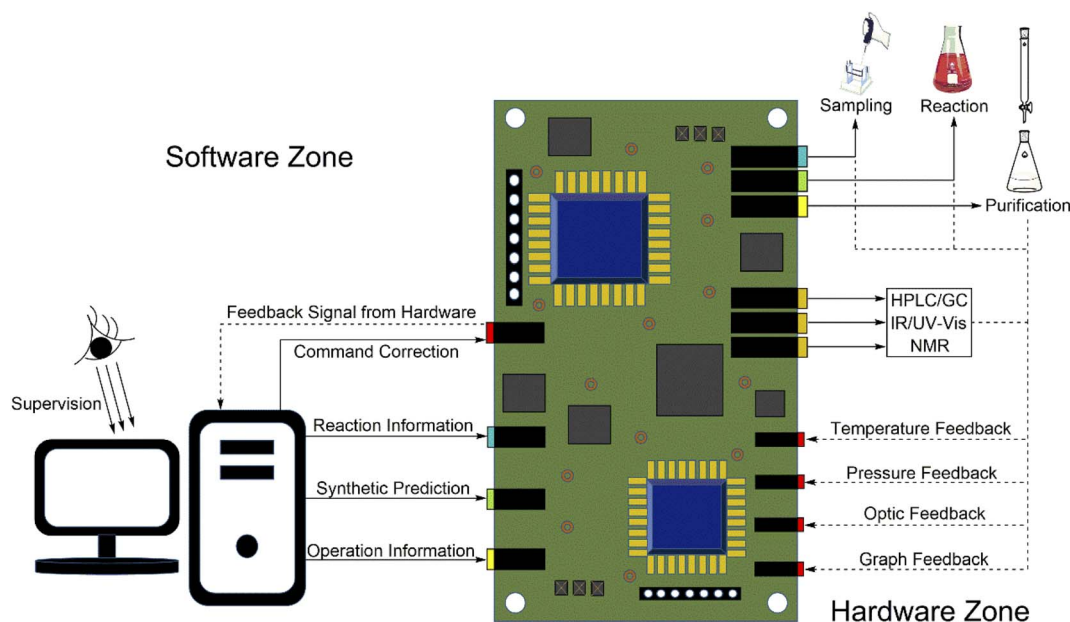 Software Zone
Sampling
Reaction
Purification
HPLC/GC
IR/UV-Vis
NMR
Feedback Signal from Hardware
Command Correction
Supervision
Reaction Information
Synthetic Prediction
Operation Information
Temperature Feedback
Pressure Feedback
Optic Feedback
Graph Feedback
Hardware Zone